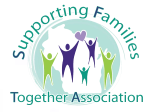 Supporting Families
Together Association